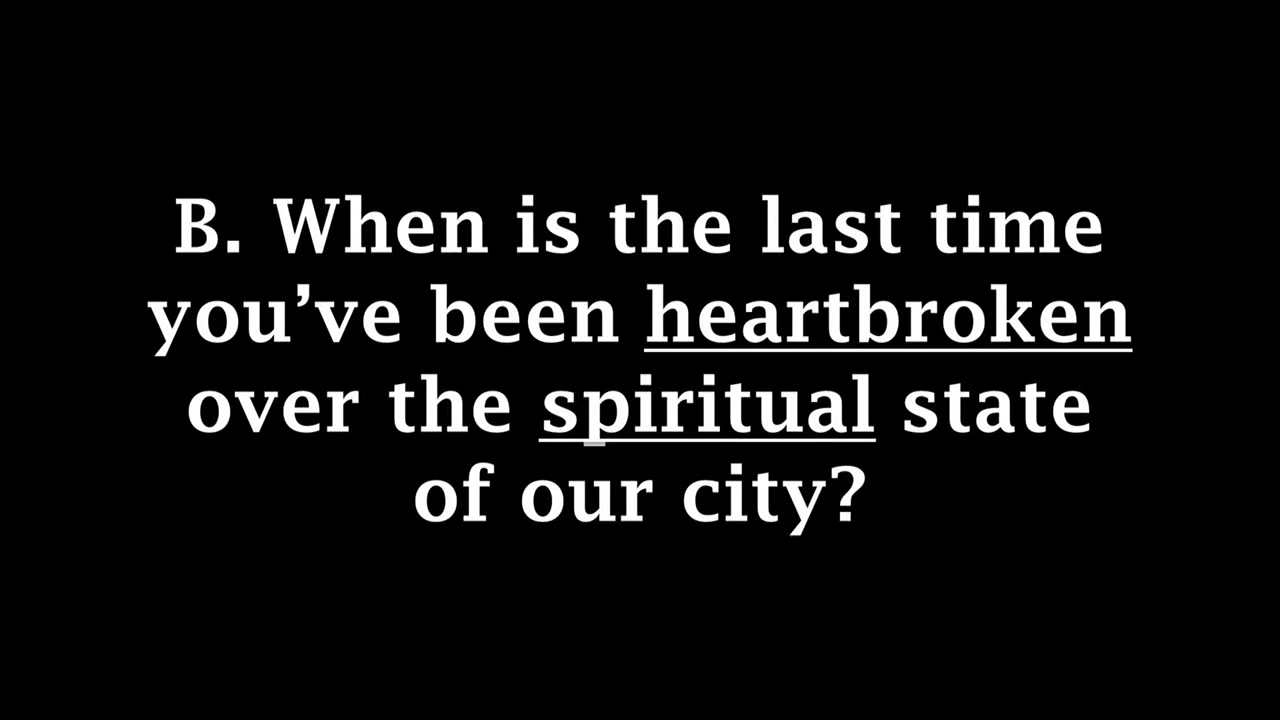 B. When is the last time
you’ve been heartbroken
over the spiritual state
of our city?